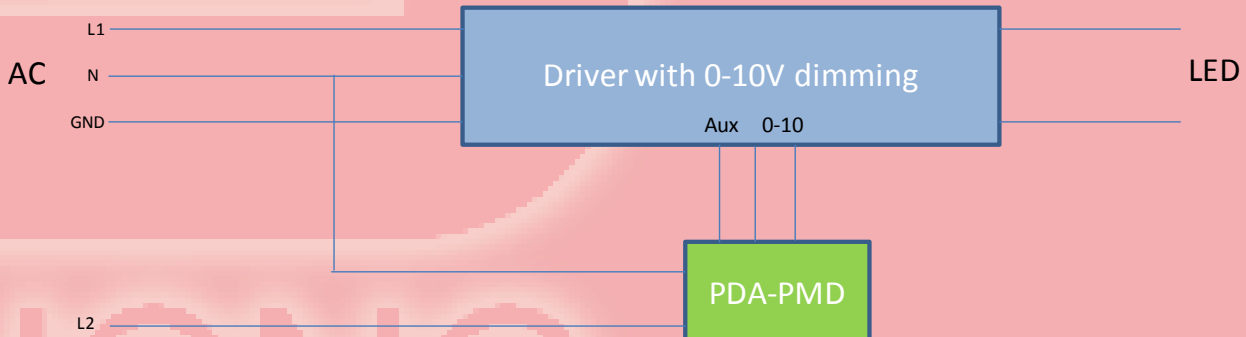 L1
AC N
GND
Driver with 0-10V dimming
Aux 0-10
LED
PDA-PMD
L2